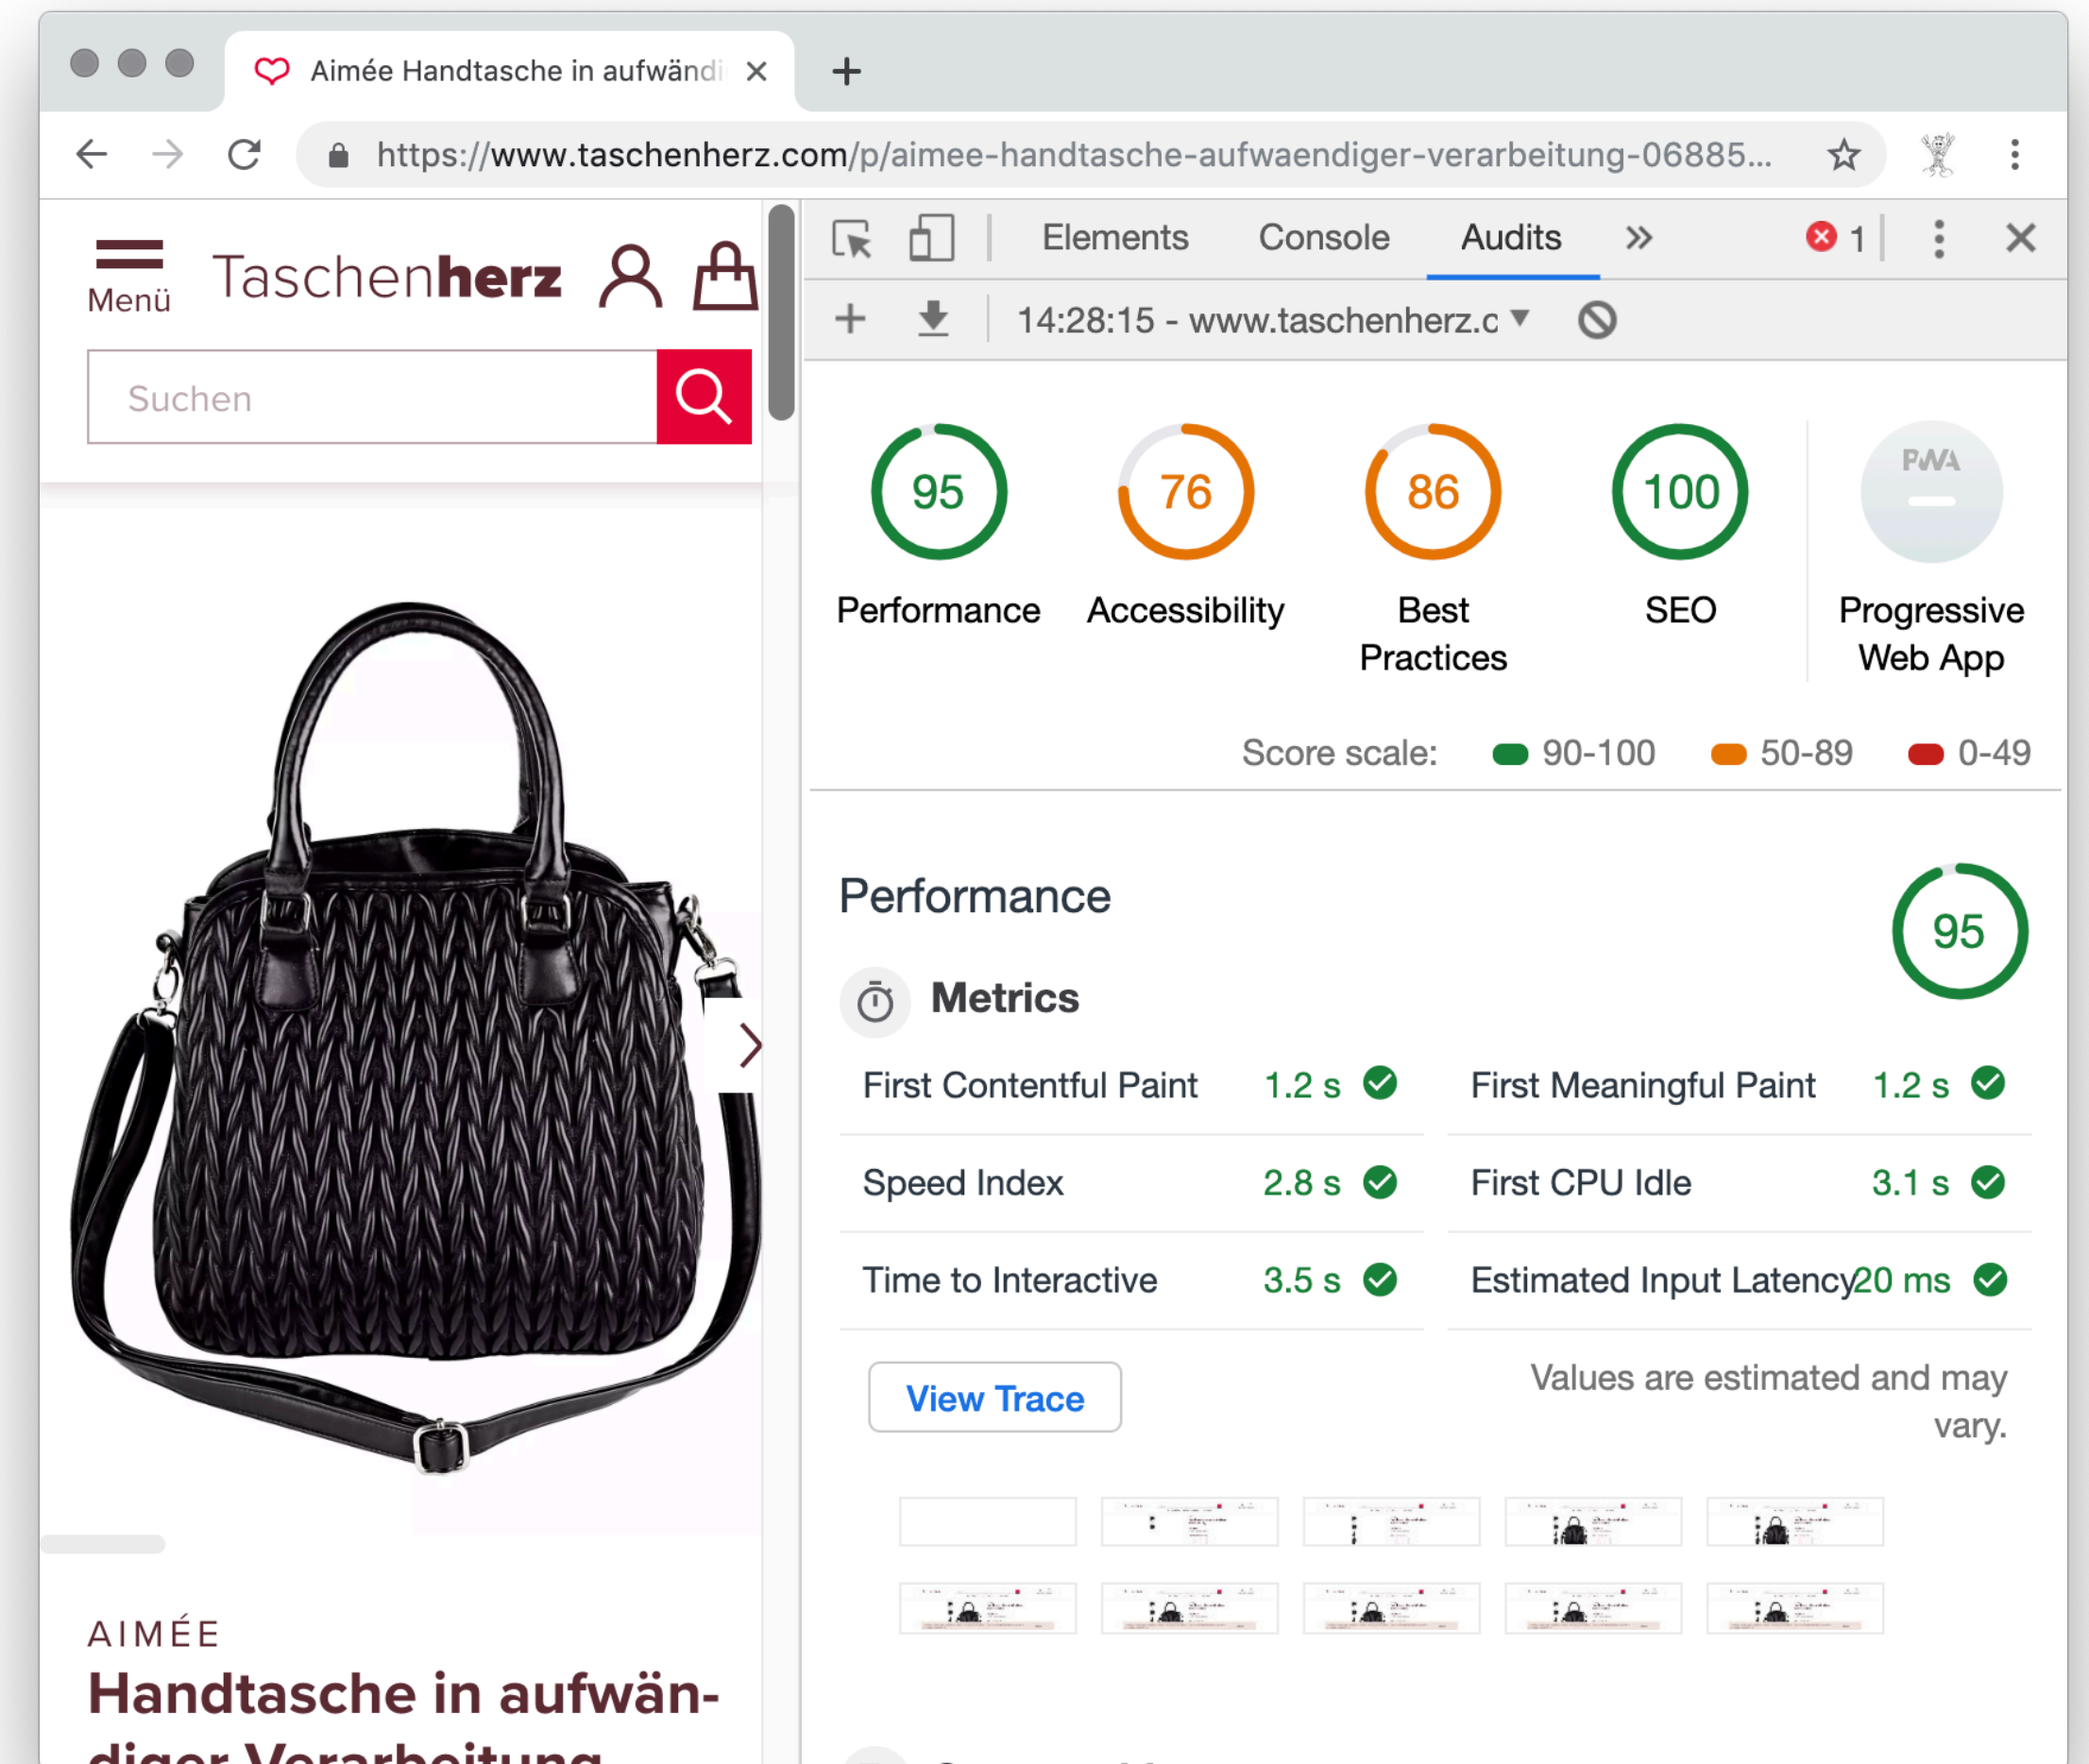 Aimée Handtasche in aufwändi
https://www.taschenherz.com/p/aimee-handtasche-aufwaendiger-verarbeitung-06885...
Menü
Taschenherz
Suchen
AIMÉE
Handtasche in aufwän-
diger Verarbeitung
Elements Console Audits 1
14:28:15 - www.taschenherz.c
95 76 86 100 PWA
Performance Accessibility Best Practices SEO Progressive Web App
Score scale: 90-100 50-89 0-49
Performance 95
Metrics
First Contentful Paint 1.2 s
First Meaningful Paint 1.2 s
Speed Index 2.8 s
First CPU Idle 3.1 s
Time to Interactive 3.5 s
Estimated Input Latency 20 ms
View Trace
Values are estimated and may
vary.